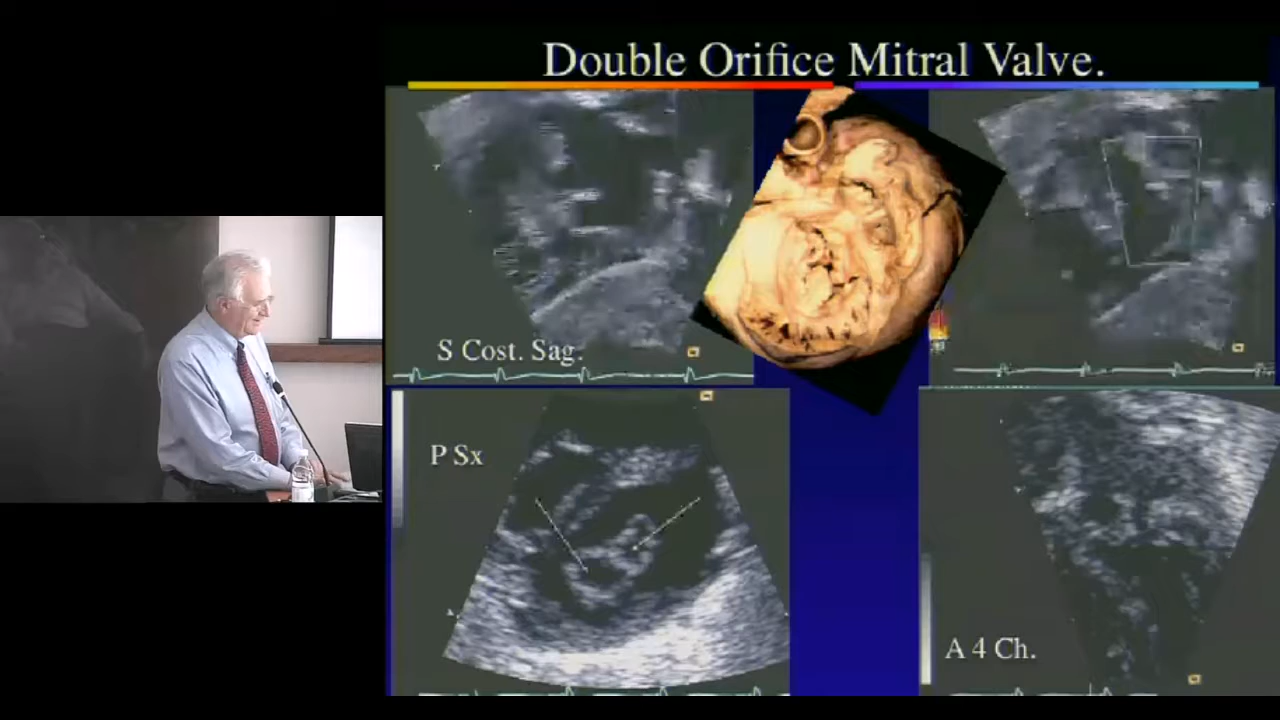 Double Orifice Mitral Valve.
S Cost. Sag.
P Sx
A 4 Ch.